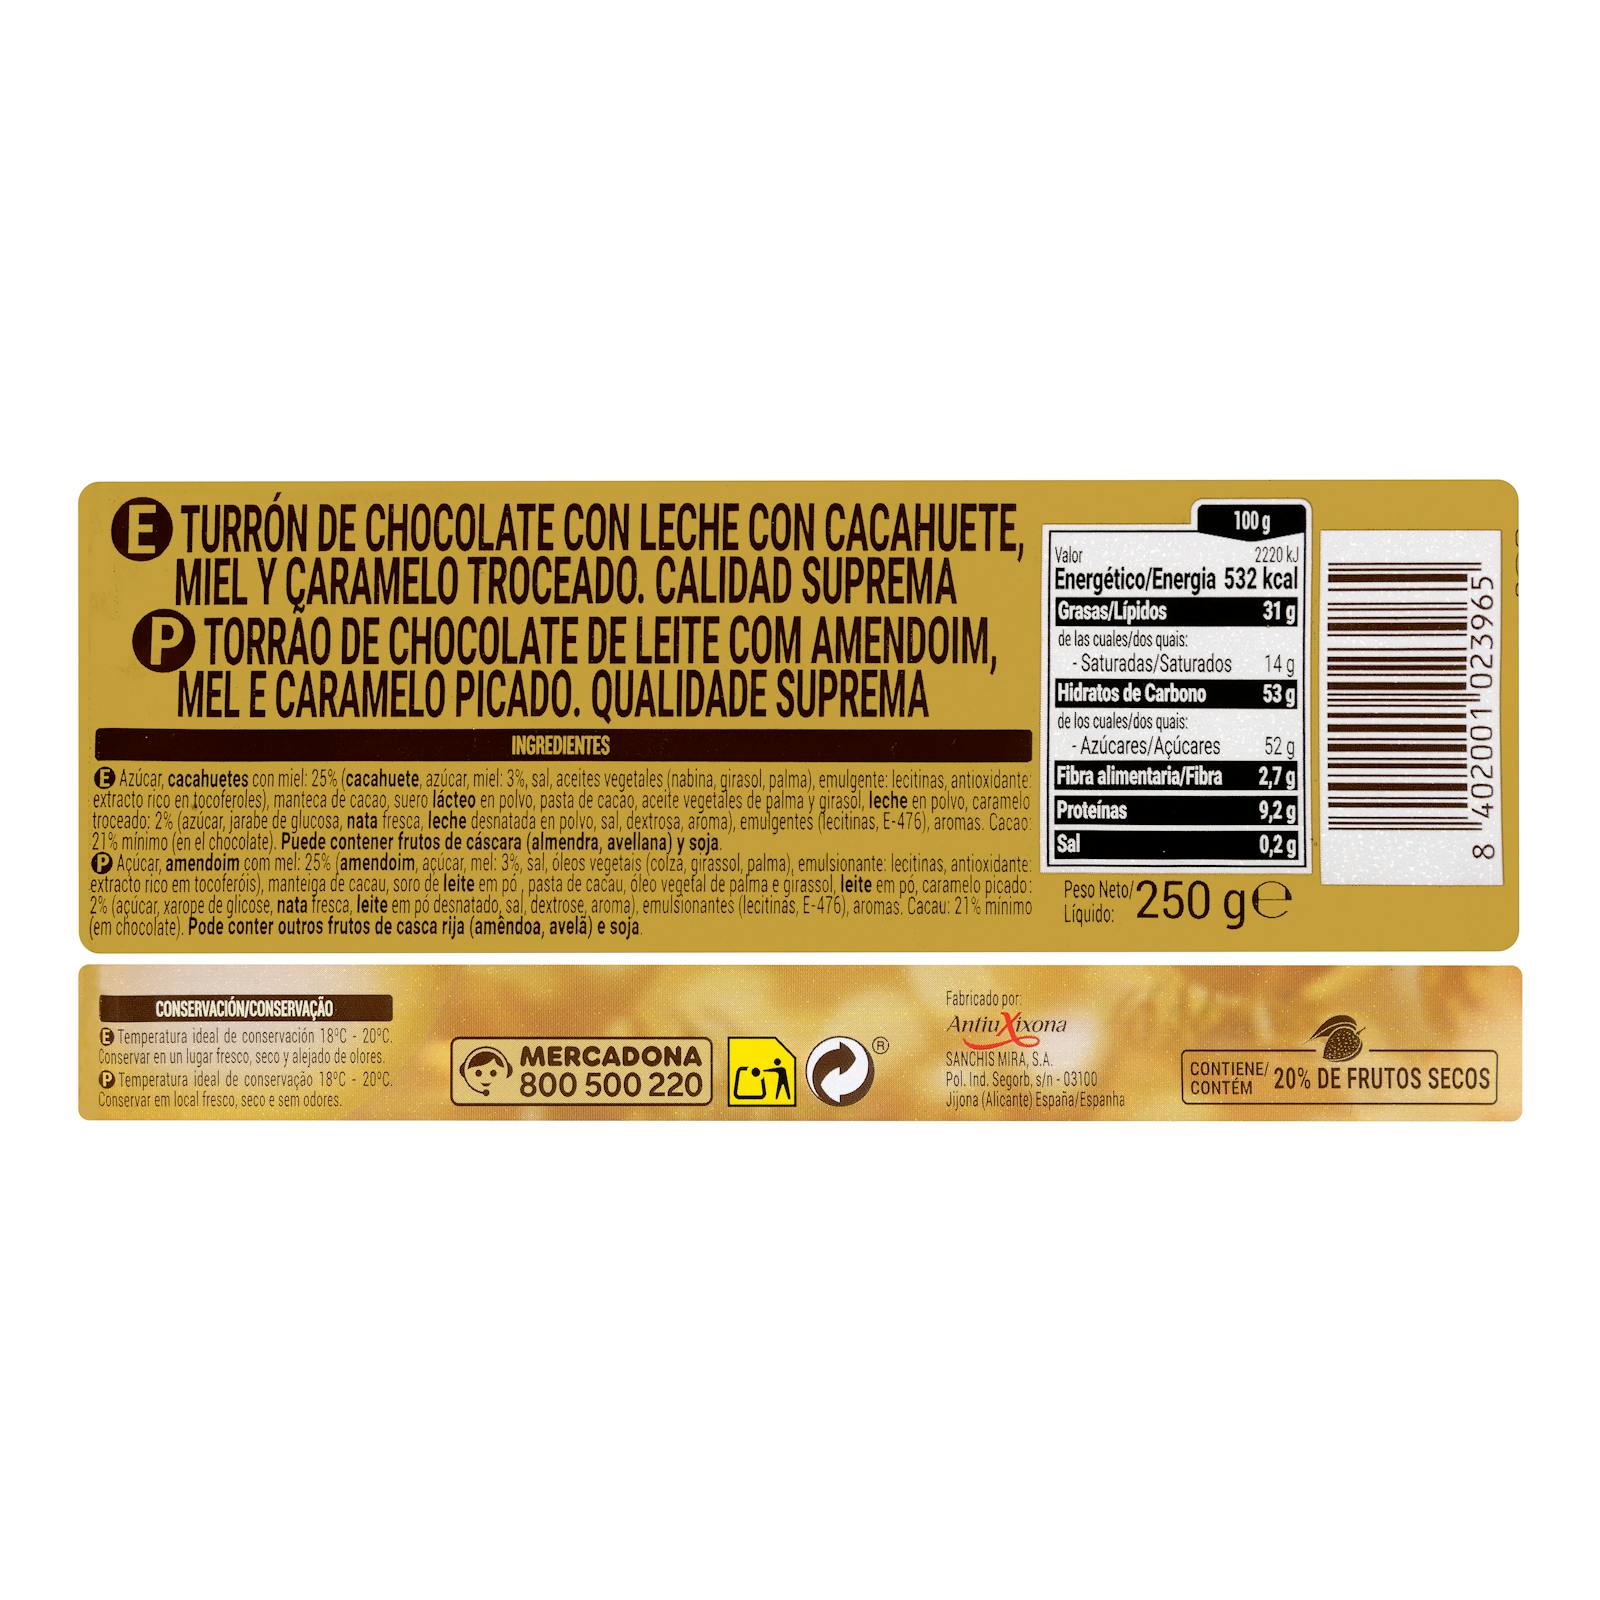 E TURRÓN DE CHOCOLATE CON LECHE CON CACAHUETE,
MIEL Y CARAMELO TROCEADO. CALIDAD SUPREMA
P TORRÃO DE CHOCOLATE DE LEITE COM AMENDOIM,
MEL E CARAMELO PICADO. QUALIDADE SUPREMA
INGREDIENTES
E Azúcar, cacahuetes con miel: 25% (cacahuete, azúcar, miel: 3%, sal, aceites vegetales (nabina, girasol, palma), emulgente: lecitinas, antioxidante:
extracto rico en tocoferoles), manteca de cacao, suero lácteo en polvo, pasta de cacao, aceite vegetales de palma y girasol, leche en polvo, caramelo
troceado: 2% (azúcar, jarabe de glucosa, nata fresca, leche desnatada en polvo, sal, dextrosa, aroma), emulgentes (lecitinas, E-476), aromas. Cacao:
21% mínimo (en el chocolate). Puede contener frutos de cáscara (almendra, avellana) y soja.
P Açúcar, amendoim com mel: 25% (amendoim, açúcar, mel: 3%, sal, óleos vegetais (colza, girassol, palma), emulsionante: lecitinas, antioxidante:
extracto rico em tocoferóis), manteiga de cacau, soro de leite em pó , pasta de cacau, óleo vegetal de palma e girassol, leite em pó, caramelo picado:
2% (açúcar, xarope de glicose, nata fresca, leite em pó desnatado, sal, dextrose, aroma), emulsionantes (lecitinas, E-476), aromas. Cacau: 21% mínimo
(em chocolate). Pode conter outros frutos de casca rija (amêndoa, avelã) e soja.
100 g
Valor 2220 kJ
Energético/Energia 532 kcal
Grasas/Lípidos 31 g
de las cuales/dos quais:
- Saturadas/Saturados 14 g
Hidratos de Carbono 53 g
de los cuales/dos quais:
- Azúcares/Açúcares 52 g
Fibra alimentaria/Fibra 2,7 g
Proteínas 9,2 g
Sal 0,2 g
Peso Neto/
Líquido: 250 g e
8 402001 023965
CONSERVACIÓN/CONSERVAÇÃO
E Temperatura ideal de conservación 18ºC - 20ºC.
Conservar en un lugar fresco, seco y alejado de olores.
P Temperatura ideal de conservação 18ºC - 20ºC.
Conservar em local fresco, seco e sem odores.
MERCADONA
800 500 220
®
Fabricado por:
AntiuXixona
SANCHIS MIRA, S.A.
Pol. Ind. Segorb, s/n - 03100
Jijona (Alicante) España/Espanha
CONTIENE/
CONTÉM 20% DE FRUTOS SECOS